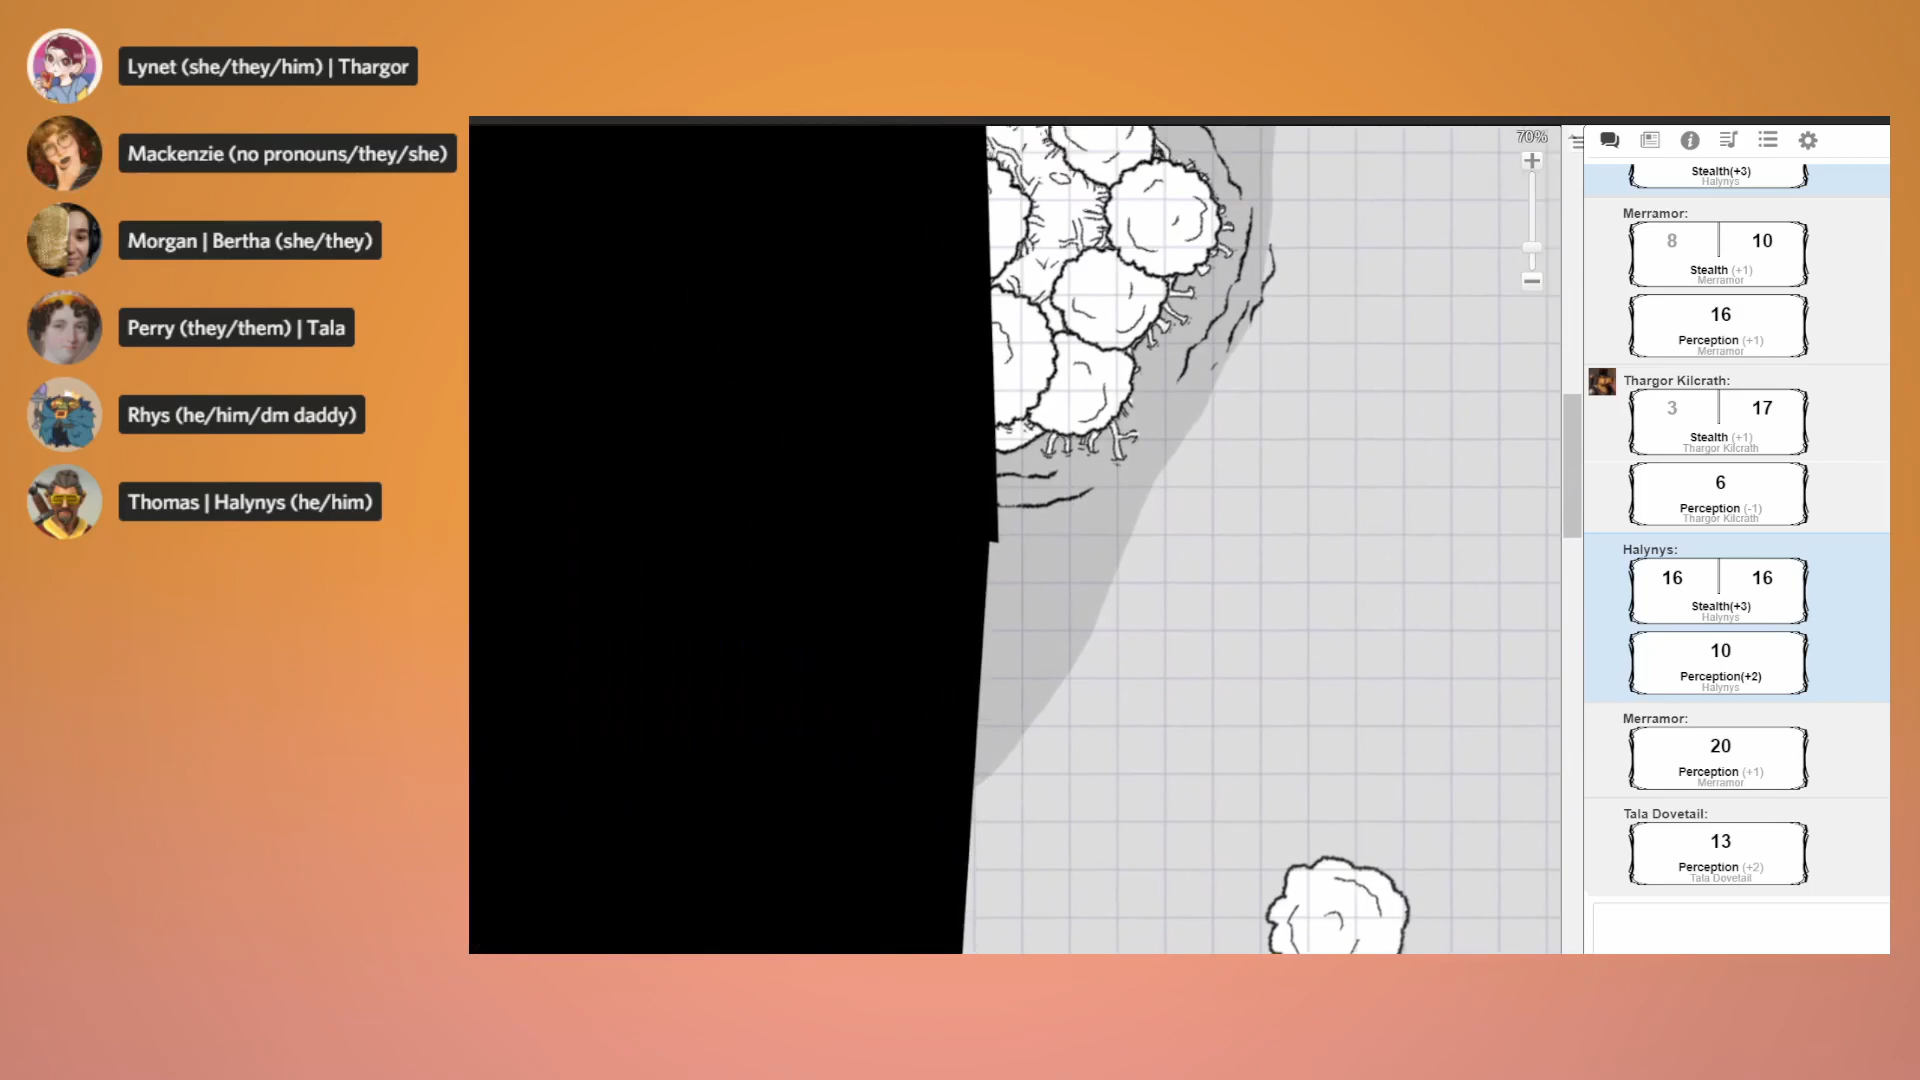 Lynet (she/they/him) | Thargor
Mackenzie (no pronouns/they/she)
Morgan | Bertha (she/they)
Perry (they/them) | Tala
Rhys (he/him/dm daddy)
Thomas | Halynys (he/him)
70%
Stealth(+3)
Halynys
Merramor:
8 10
Stealth (+1)
Merramor
16
Perception (+1)
Merramor
Thargor Kilcrath:
3 17
Stealth (+1)
Thargor Kilcrath
6
Perception (-1)
Thargor Kilcrath
Halynys:
16 16
Stealth(+3)
Halynys
10
Perception(+2)
Halynys
Merramor:
20
Perception (+1)
Merramor
Tala Dovetail:
13
Perception (+2)
Tala Dovetail